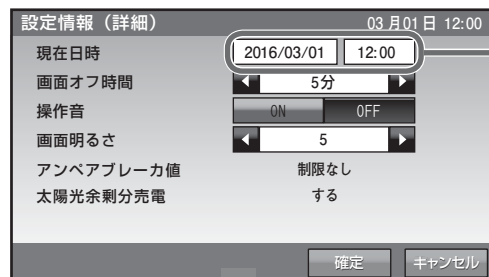 設定情報（詳細） 03月01日 12:00
現在日時 2016/03/01 12:00
画面オフ時間 5分
操作音 ON OFF
画面明るさ 5
アンペアブレーカ値 制限なし
太陽光余剰分売電 する
確定 キャンセル